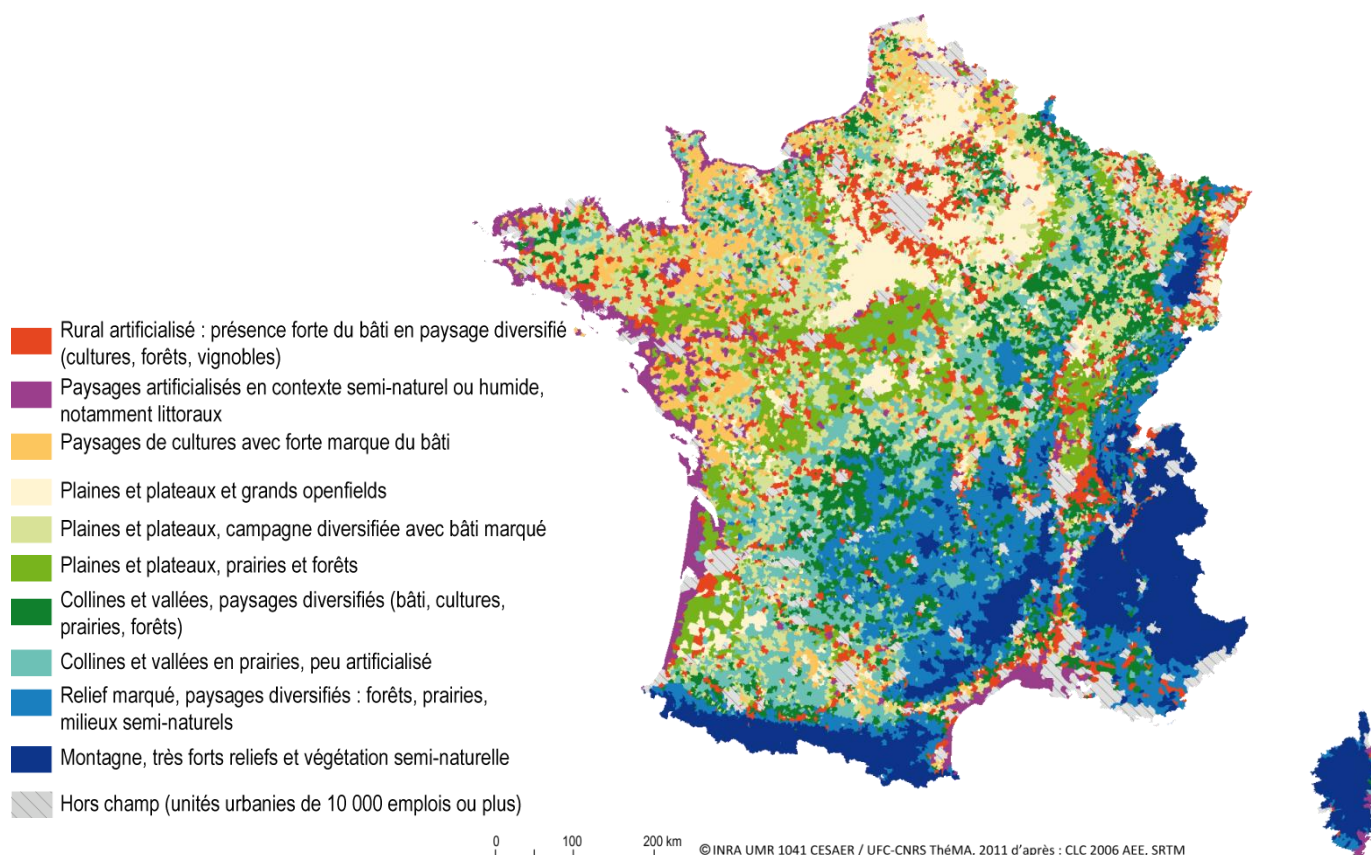 Rural artificialisé : présence forte du bâti en paysage diversifié
(cultures, forêts, vignobles)
Paysages artificialisés en contexte semi-naturel ou humide,
notamment littoraux
Paysages de cultures avec forte marque du bâti
Plaines et plateaux et grands openfields
Plaines et plateaux, campagne diversifiée avec bâti marqué
Plaines et plateaux, prairies et forêts
Collines et vallées, paysages diversifiés (bâti, cultures,
prairies, forêts)
Collines et vallées en prairies, peu artificialisé
Relief marqué, paysages diversifiés : forêts, prairies,
milieux semi-naturels
Montagne, très forts reliefs et végétation semi-naturelle
Hors champ (unités urbanies de 10 000 emplois ou plus)
0 100 200 km
©INRA UMR 1041 CESAER / UFC-CNRS ThéMA, 2011 d'après : CLC 2006 AEE, SRTM